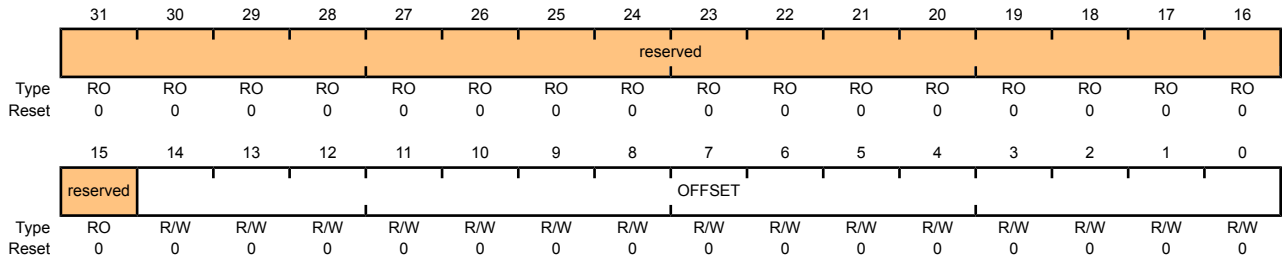 31 30 29 28 27 26 25 24 23 22 21 20 19 18 17 16
reserved
Type RO RO RO RO RO RO RO RO RO RO RO RO RO RO RO RO
Reset 0 0 0 0 0 0 0 0 0 0 0 0 0 0 0 0
15 14 13 12 11 10 9 8 7 6 5 4 3 2 1 0
reserved OFFSET
Type RO R/W R/W R/W R/W R/W R/W R/W R/W R/W R/W R/W R/W R/W R/W R/W
Reset 0 0 0 0 0 0 0 0 0 0 0 0 0 0 0 0